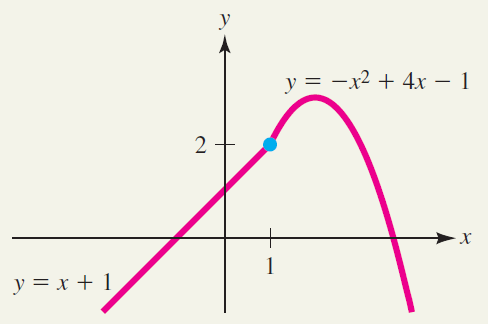 y
y = −x² + 4x − 1
2
x
1
y = x + 1